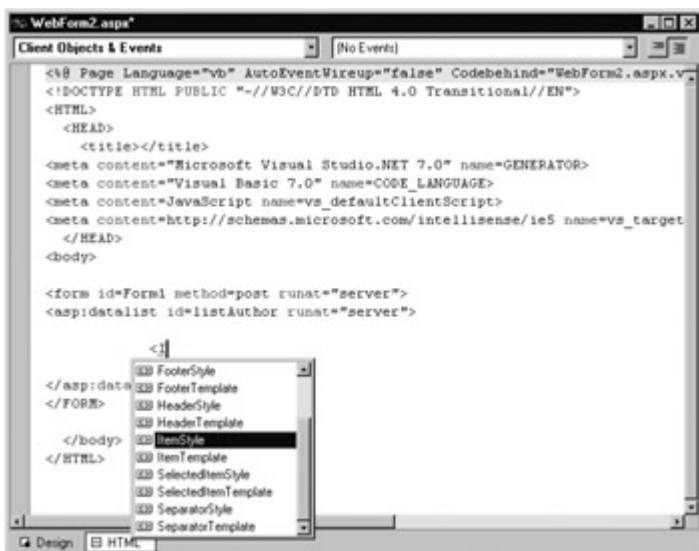 WebForm2.aspx*
Client Objects & Events (No Events)
<%@ Page Language="vb" AutoEventWireup="false" Codebehind="WebForm2.aspx.v
<!DOCTYPE HTML PUBLIC "-//W3C//DTD HTML 4.0 Transitional//EN">
<HTML>
<HEAD>
<title></title>
<meta content="Microsoft Visual Studio.NET 7.0" name=GENERATOR>
<meta content="Visual Basic 7.0" name=CODE_LANGUAGE>
<meta content=JavaScript name=vs_defaultClientScript>
<meta content=http://schemas.microsoft.com/intellisense/ie5 name=vs_target
</HEAD>
<body>
<form id=Form1 method=post runat="server">
<asp:datalist id=listAuthor runat="server">
<I
FooterStyle
</asp:data FooterTemplate
</FORM> HeaderStyle
HeaderTemplate
</body> ItemStyle
</HTML> ItemTemplate
SelectedItemStyle
SelectedItemTemplate
SeparatorStyle
SeparatorTemplate
Design HTML